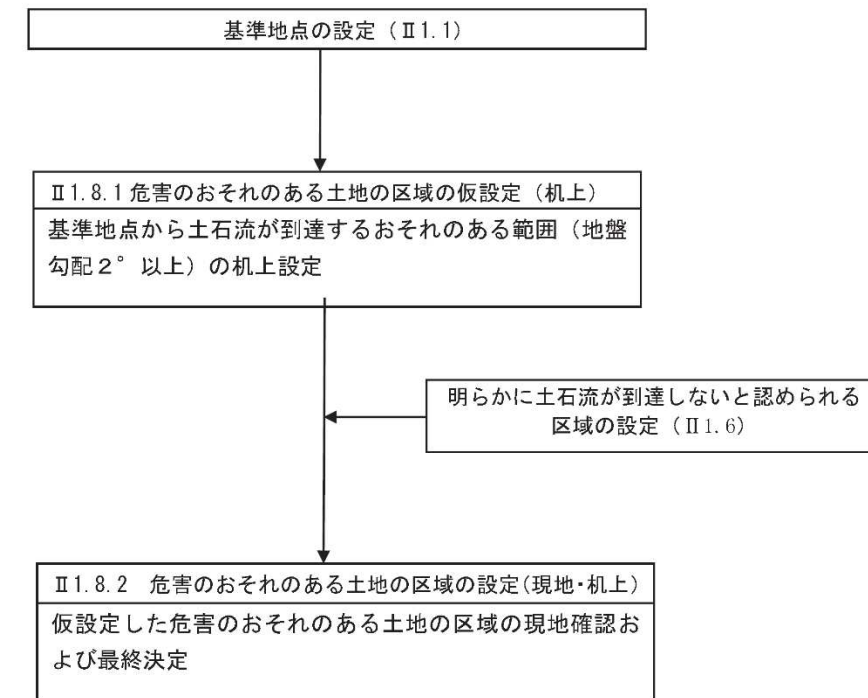 基準地点の設定（Ⅱ1.1）
Ⅱ1.8.1危害のおそれのある土地の区域の仮設定（机上）
基準地点から土石流が到達するおそれのある範囲（地盤
勾配２°以上）の机上設定
明らかに土石流が到達しないと認められる
区域の設定（Ⅱ1.6）
Ⅱ1.8.2　危害のおそれのある土地の区域の設定(現地・机上)
仮設定した危害のおそれのある土地の区域の現地確認お
よび最終決定